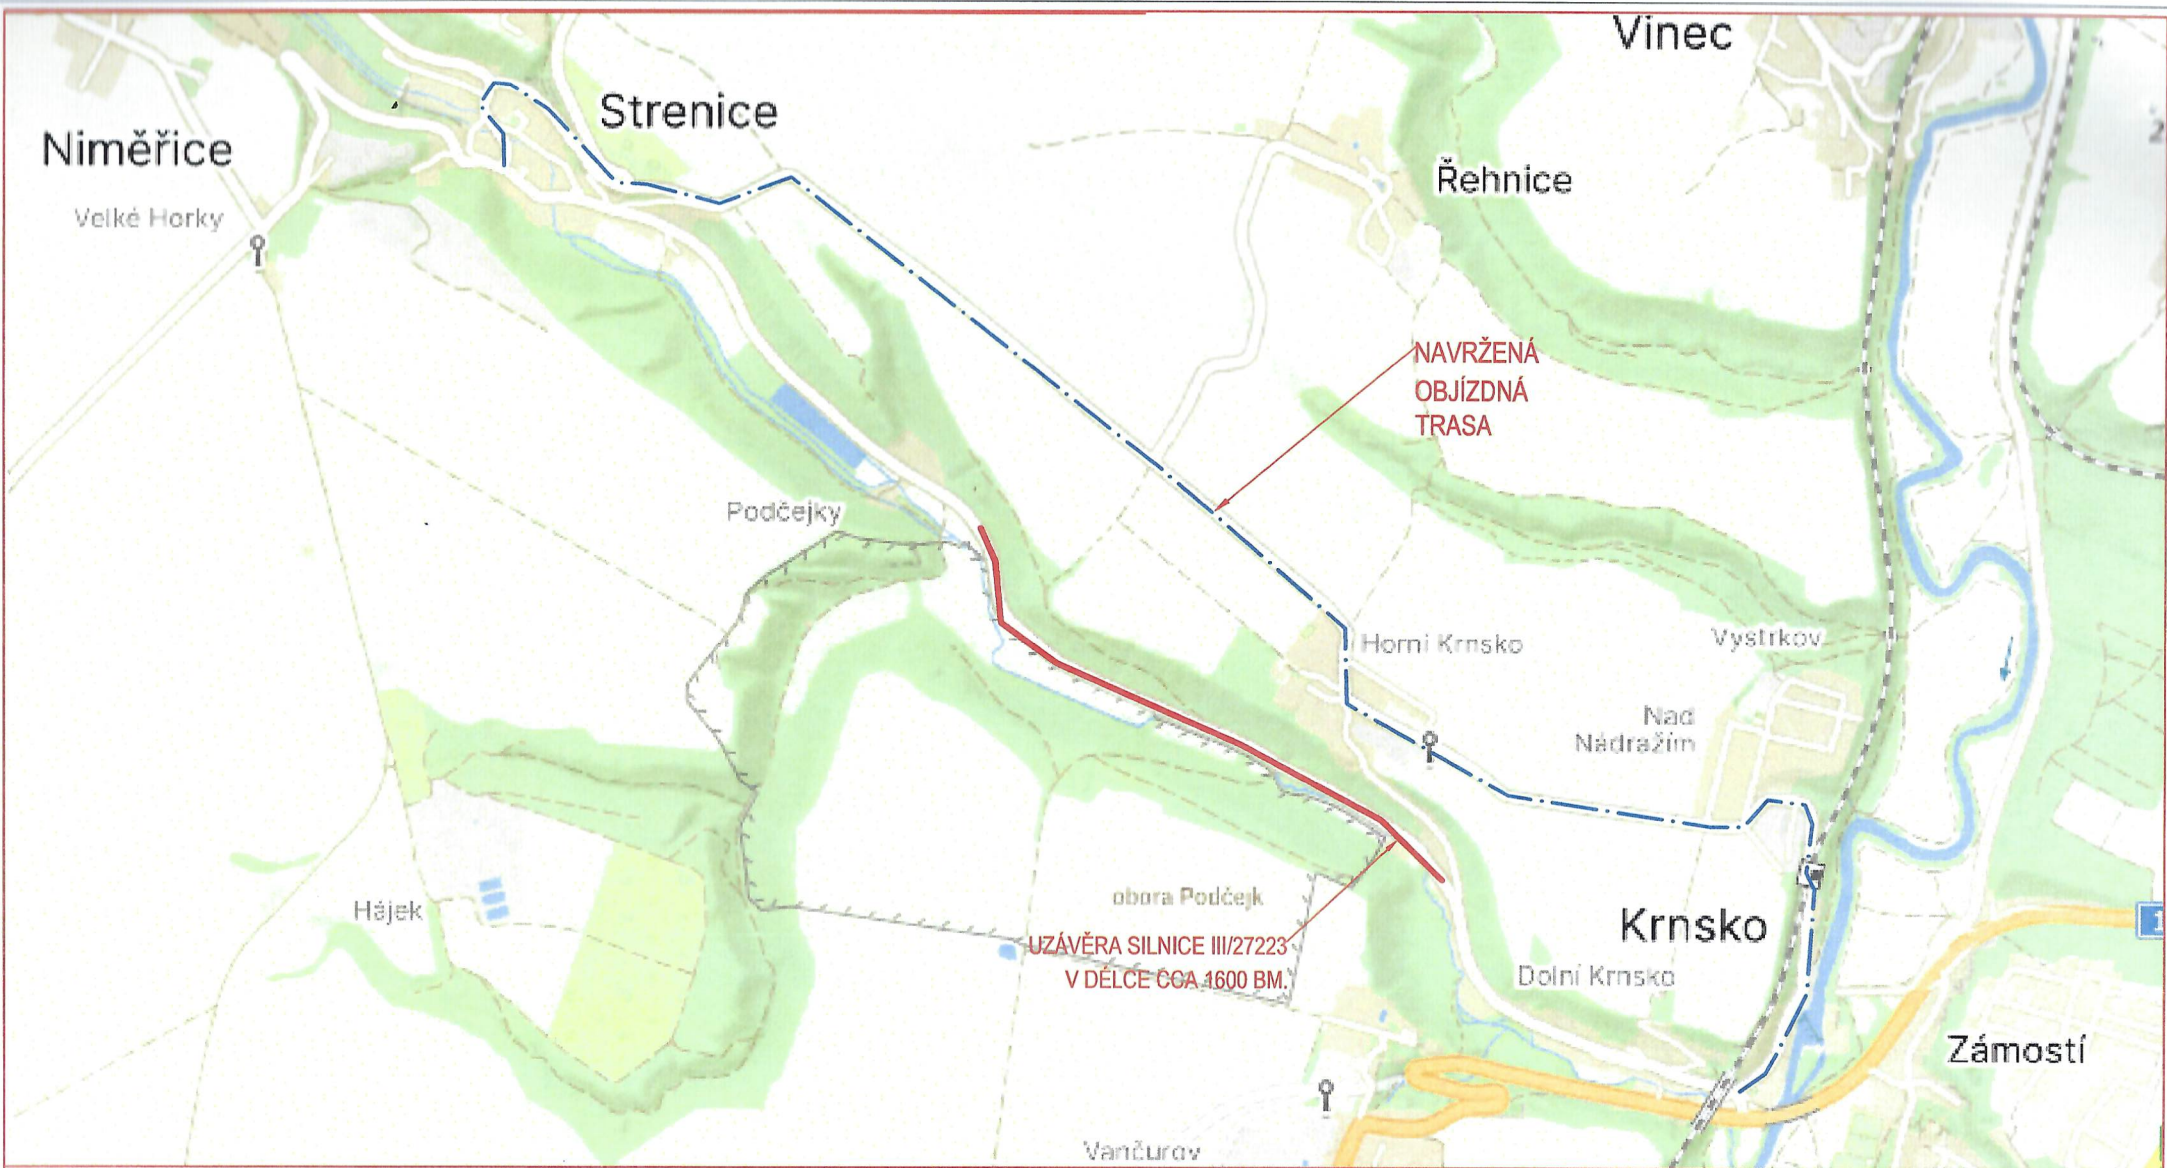 Vinec
Strenice
Niměřice
Řehnice
Velké Horky
NAVRŽENÁ
OBJÍZDNÁ
TRASA
Podčejky
Horní Krnsko
Vystrkov
Nad
Nádražím
obora Podčejk
Hájek
Krnsko
UZÁVĚRA SILNICE III/27223
V DÉLCE CCA 1600 BM.
Dolní Krnsko
Zámostí
Vančurov